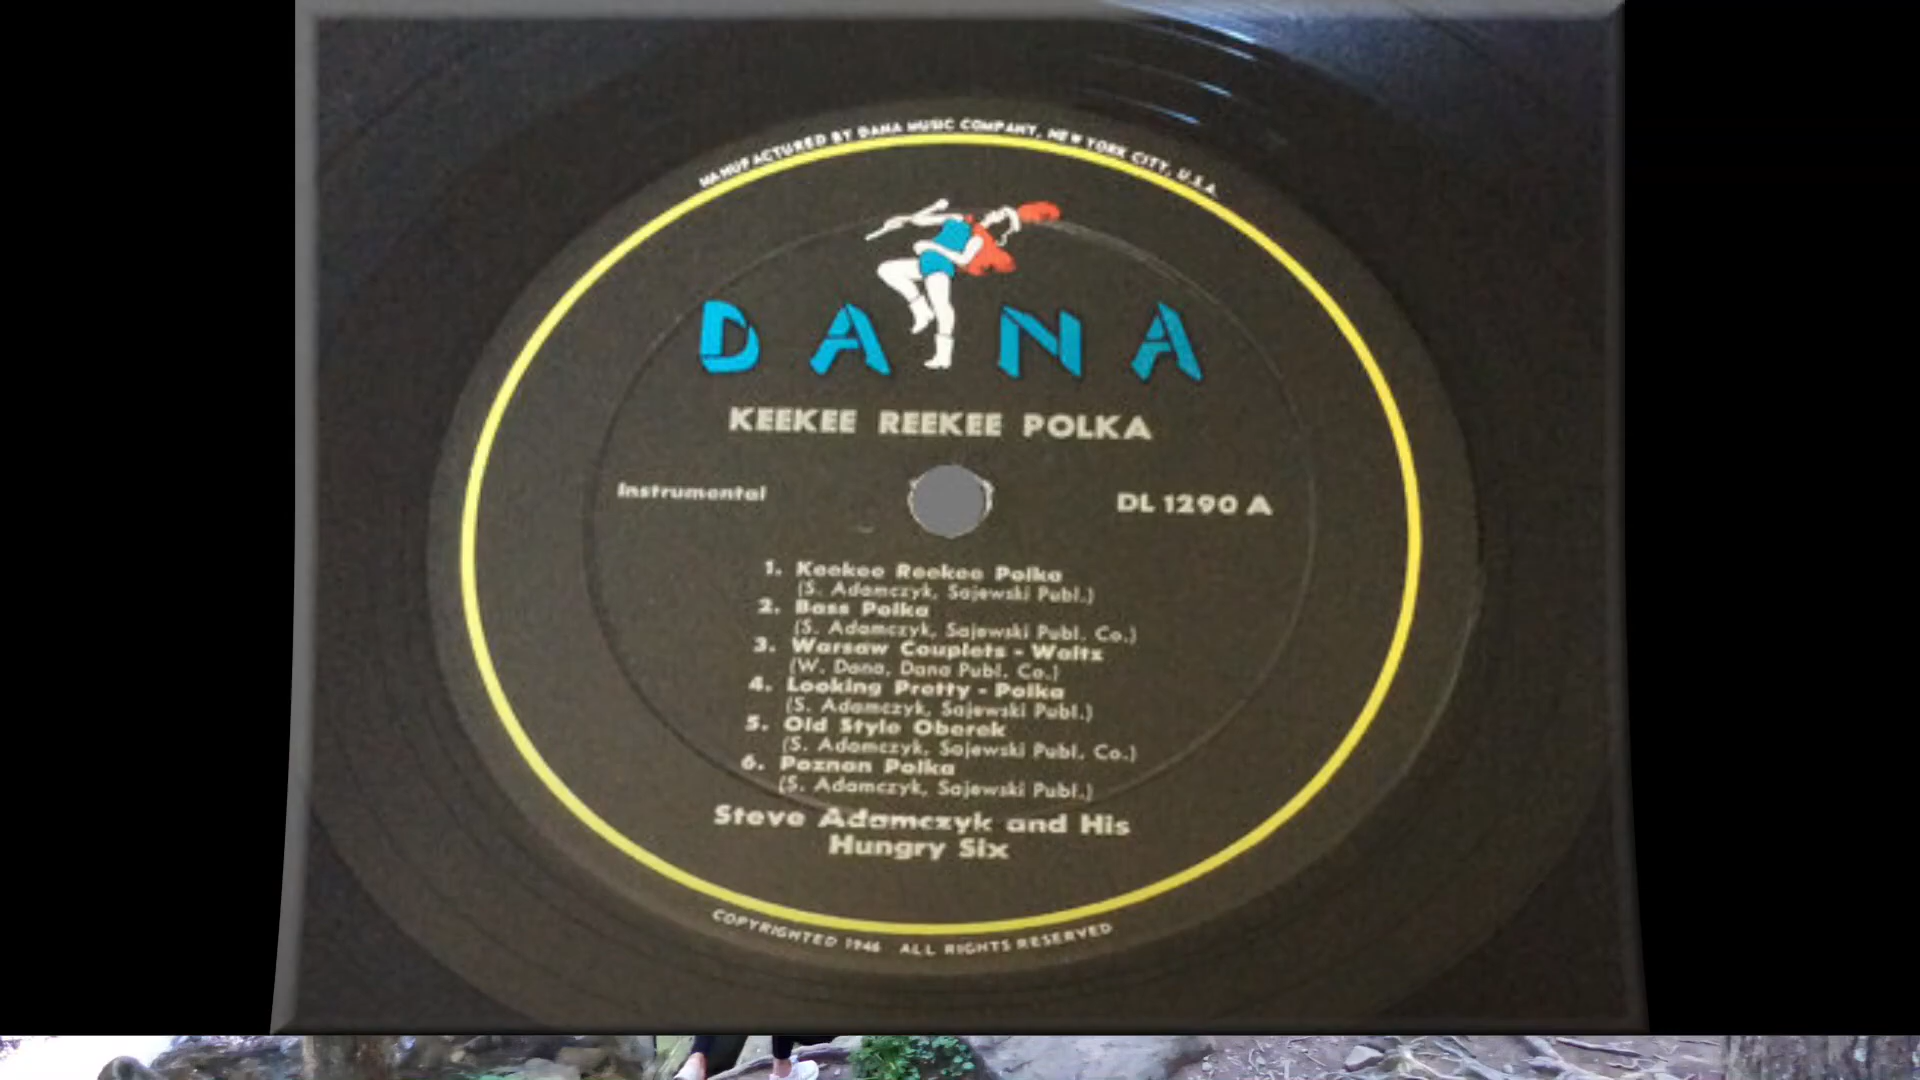 MANUFACTURED BY DANA MUSIC COMPANY, NEW YORK CITY, U.S.A.
DANA
KEEKEE REEKEE POLKA
Instrumental
DL 1290 A
1. Keekee Reekee Polka
(S. Adamczyk, Sajewski Publ.)
2. Bass Polka
(S. Adamczyk, Sajewski Publ. Co.)
3. Warsaw Couplets - Waltz
(W. Dana, Dana Publ. Co.)
4. Looking Pretty - Polka
(S. Adamczyk, Sajewski Publ.)
5. Old Style Oberek
(S. Adamczyk, Sajewski Publ. Co.)
6. Poznan Polka
(S. Adamczyk, Sajewski Publ.)
Steve Adamczyk and His
Hungry Six
COPYRIGHTED 1946 ALL RIGHTS RESERVED